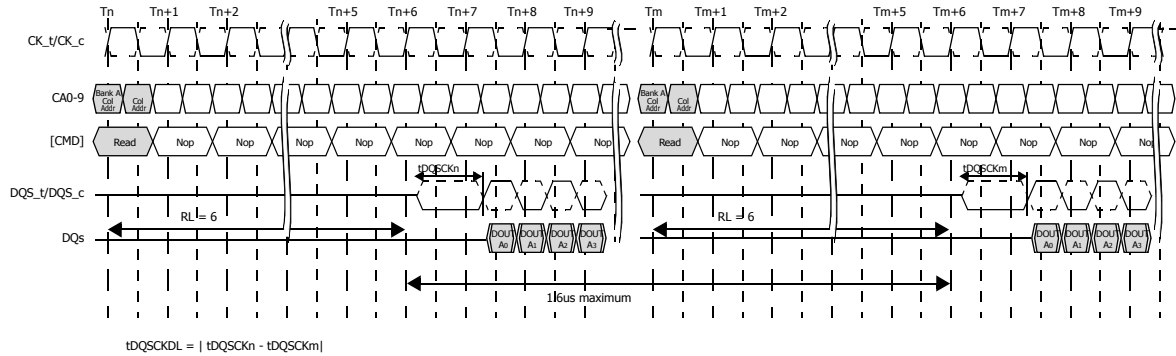 Tn Tn+1 Tn+2 Tn+5 Tn+6 Tn+7 Tn+8 Tn+9 Tm Tm+1 Tm+2 Tm+5 Tm+6 Tm+7 Tm+8 Tm+9
CK_t/CK_c
CA0-9
Bank A
Col
Addr
Col
Addr
Bank A
Col
Addr
Col
Addr
[CMD] Read Nop Nop Nop Nop Nop Nop Nop Nop Read Nop Nop Nop Nop Nop Nop Nop Nop
tDQSCKn tDQSCKm
DQS_t/DQS_c
RL = 6 RL = 6
DQs
DOUT DOUT DOUT DOUT DOUT DOUT DOUT DOUT
A0 A1 A2 A3 A0 A1 A2 A3
1.6us maximum
tDQSCKDL = | tDQSCKn - tDQSCKm|